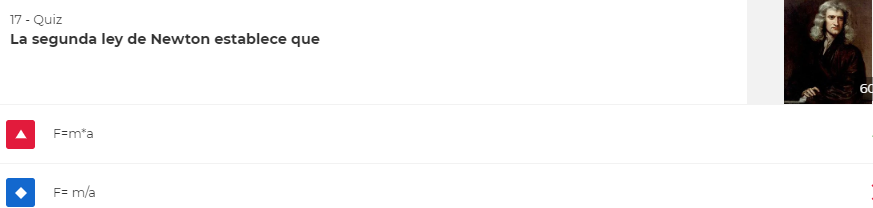 17 - Quiz
La segunda ley de Newton establece que
60
F=m*a
F= m/a